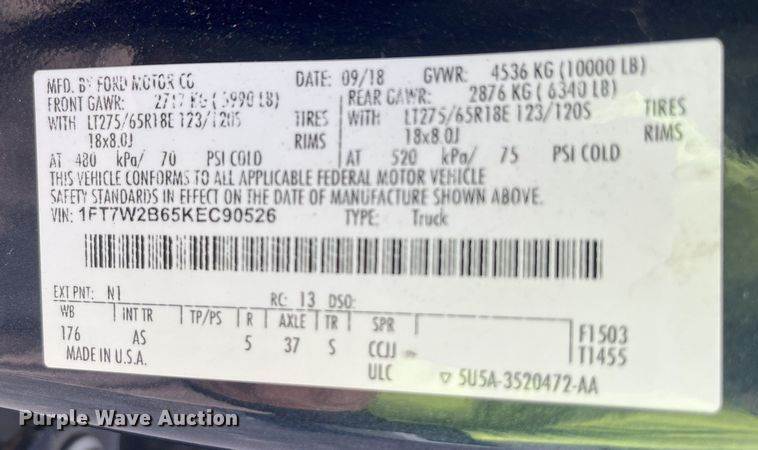 MFD. BY FORD MOTOR CO.
DATE: 09/18 GVWR: 4536 KG (10000 LB)
FRONT GAWR: 2717 KG ( 5990 LB) REAR GAWR: 2876 KG ( 6340 LB)
WITH LT275/65R18E 123/120S TIRES WITH LT275/65R18E 123/120S TIRES
18x8.0J RIMS 18x8.0J RIMS
AT 480 kPa/ 70 PSI COLD AT 520 kPa/ 75 PSI COLD
THIS VEHICLE CONFORMS TO ALL APPLICABLE FEDERAL MOTOR VEHICLE
SAFETY STANDARDS IN EFFECT ON THE DATE OF MANUFACTURE SHOWN ABOVE.
VIN: 1FT7W2B65KEC90526 TYPE: Truck
EXT PNT: N1 RC: 13 DSO:
WB INT TR TP/PS R AXLE TR SPR
176 AS 5 37 S CCJJ
F1503
T1455
MADE IN U.S.A. ULC ▽ 5U5A-3520472-AA
Purple Wave Auction